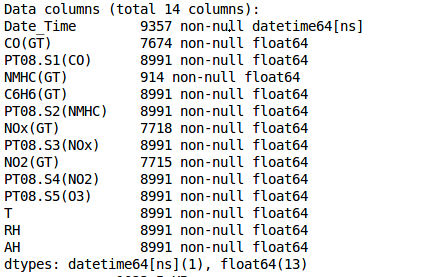 Data columns (total 14 columns):
Date_Time 9357 non-null datetime64[ns]
CO(GT) 7674 non-null float64
PT08.S1(CO) 8991 non-null float64
NMHC(GT) 914 non-null float64
C6H6(GT) 8991 non-null float64
PT08.S2(NMHC) 8991 non-null float64
NOx(GT) 7718 non-null float64
PT08.S3(NOx) 8991 non-null float64
NO2(GT) 7715 non-null float64
PT08.S4(NO2) 8991 non-null float64
PT08.S5(O3) 8991 non-null float64
T 8991 non-null float64
RH 8991 non-null float64
AH 8991 non-null float64
dtypes: datetime64[ns](1), float64(13)